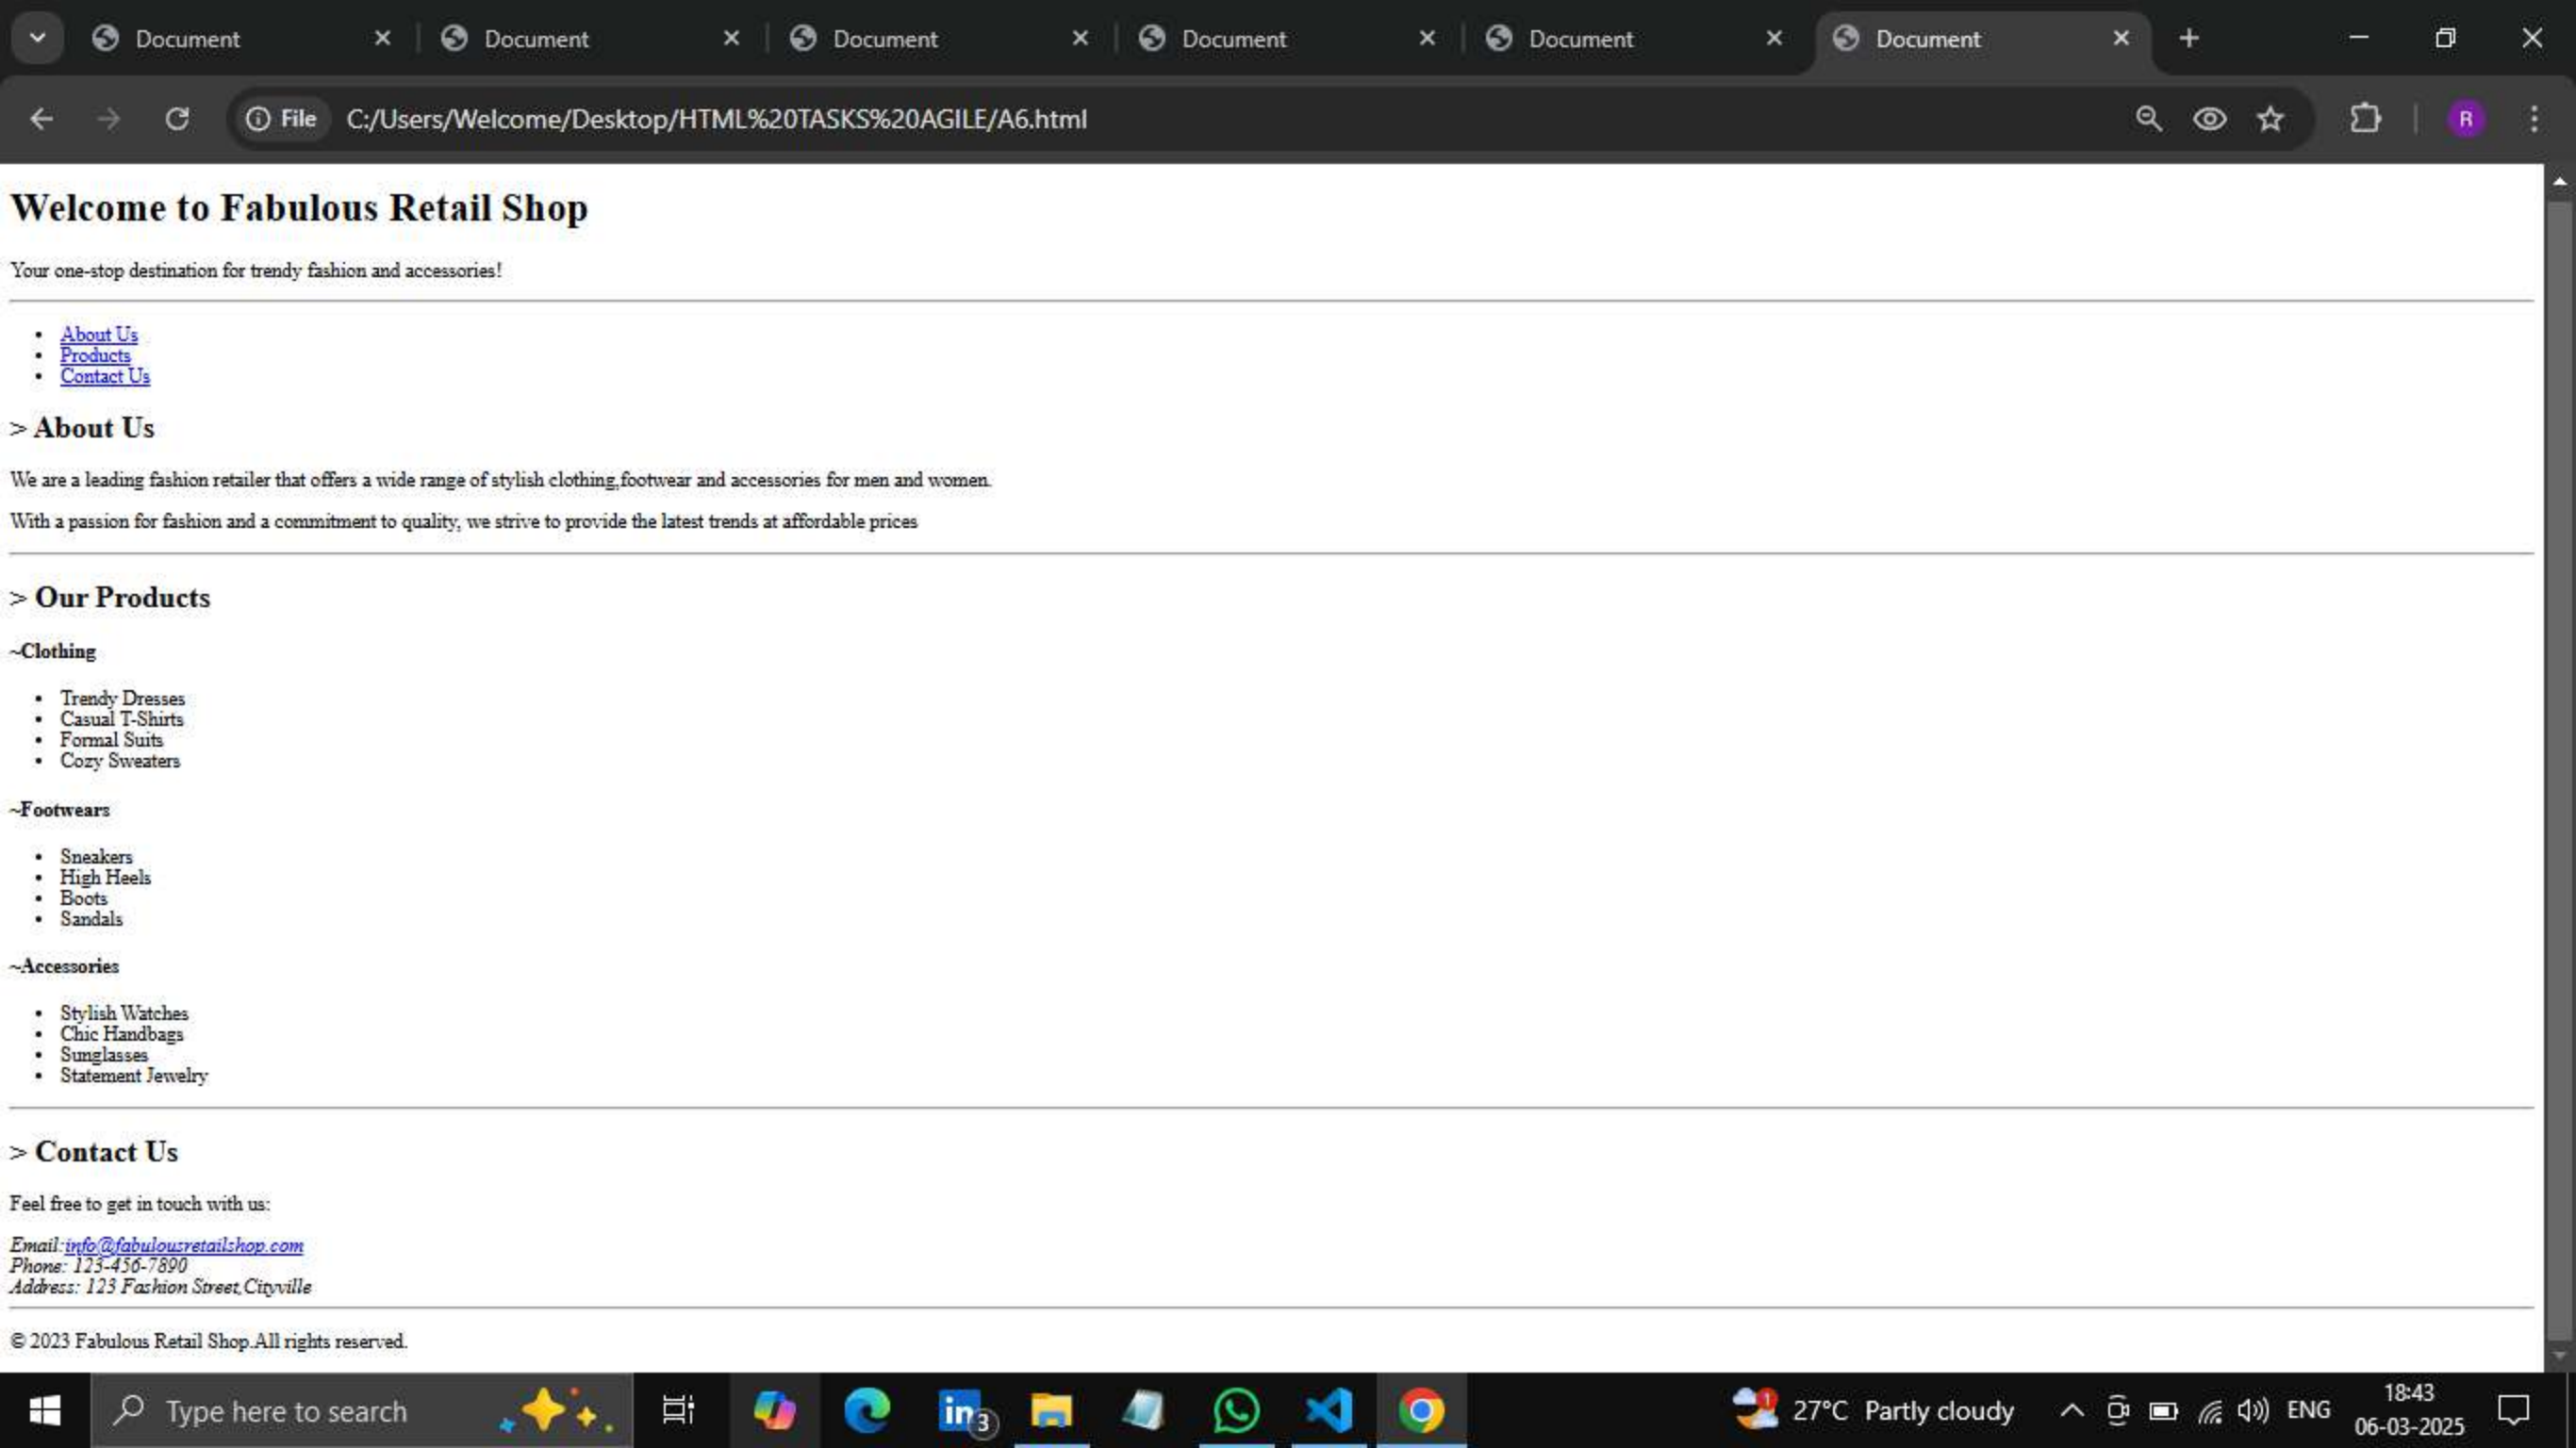 Document
Document
Document
Document
Document
Document
File C:/Users/Welcome/Desktop/HTML%20TASKS%20AGILE/A6.html
R
Welcome to Fabulous Retail Shop
Your one-stop destination for trendy fashion and accessories!
• About Us
• Products
• Contact Us
> About Us
We are a leading fashion retailer that offers a wide range of stylish clothing,footwear and accessories for men and women.
With a passion for fashion and a commitment to quality, we strive to provide the latest trends at affordable prices
> Our Products
~Clothing
• Trendy Dresses
• Casual T-Shirts
• Formal Suits
• Cozy Sweaters
~Footwears
• Sneakers
• High Heels
• Boots
• Sandals
~Accessories
• Stylish Watches
• Chic Handbags
• Sunglasses
• Statement Jewelry
> Contact Us
Feel free to get in touch with us:
Email:info@fabulousretailshop.com
Phone: 123-456-7890
Address: 123 Fashion Street,Cityville
© 2023 Fabulous Retail Shop.All rights reserved.
Type here to search
in
3
1
27°C Partly cloudy
ENG
18:43
06-03-2025